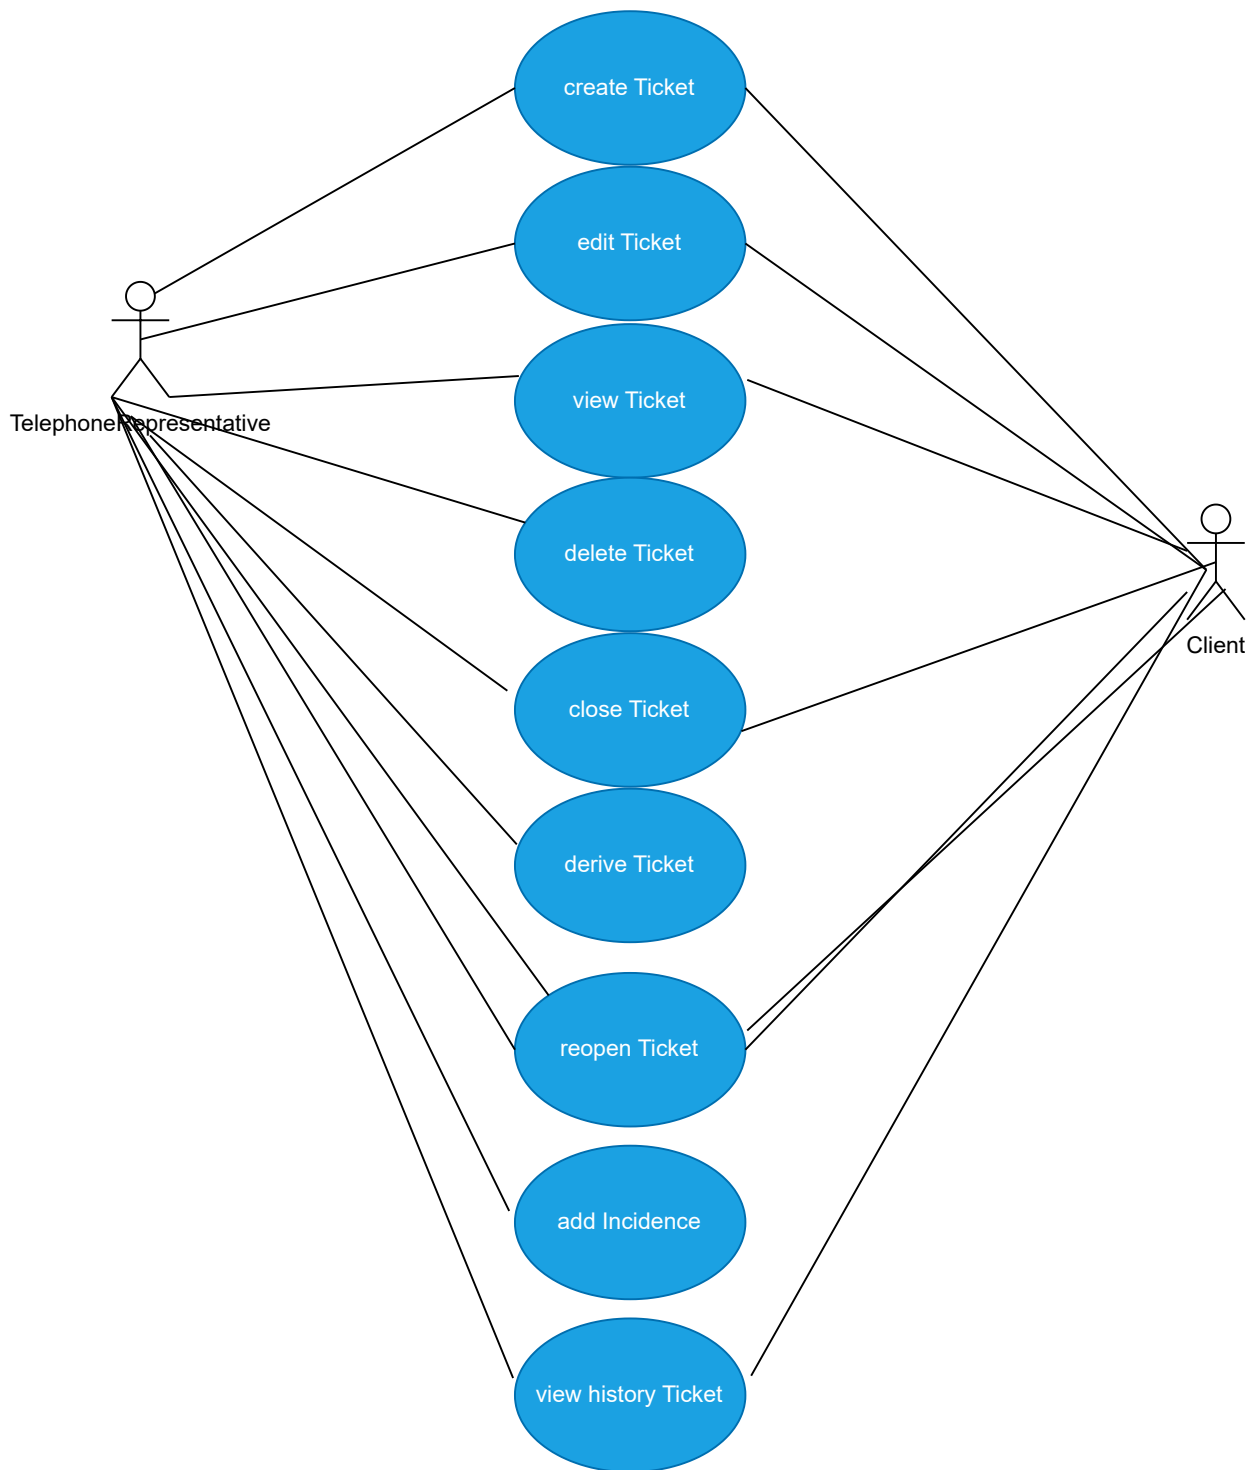 create Ticket
edit Ticket
view Ticket
TelephoneRepresentative
delete Ticket
Client
close Ticket
derive Ticket
reopen Ticket
add Incidence
view history Ticket